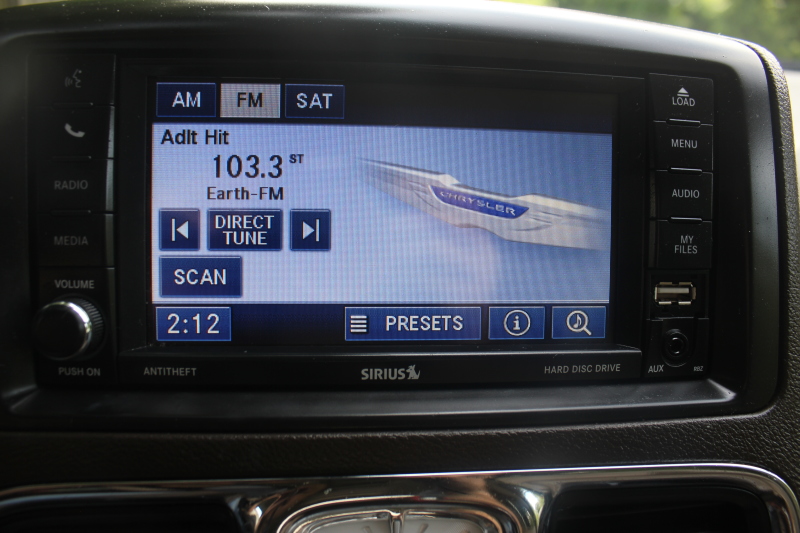 AM FM SAT
LOAD
Adlt Hit
103.3 ST
Earth-FM
CHRYSLER
MENU
RADIO
AUDIO
DIRECT
TUNE
MEDIA
MY
FILES
SCAN
VOLUME
2:12
PRESETS
i
PUSH ON
ANTITHEFT
SIRIUS
HARD DISC DRIVE
AUX
RBZ